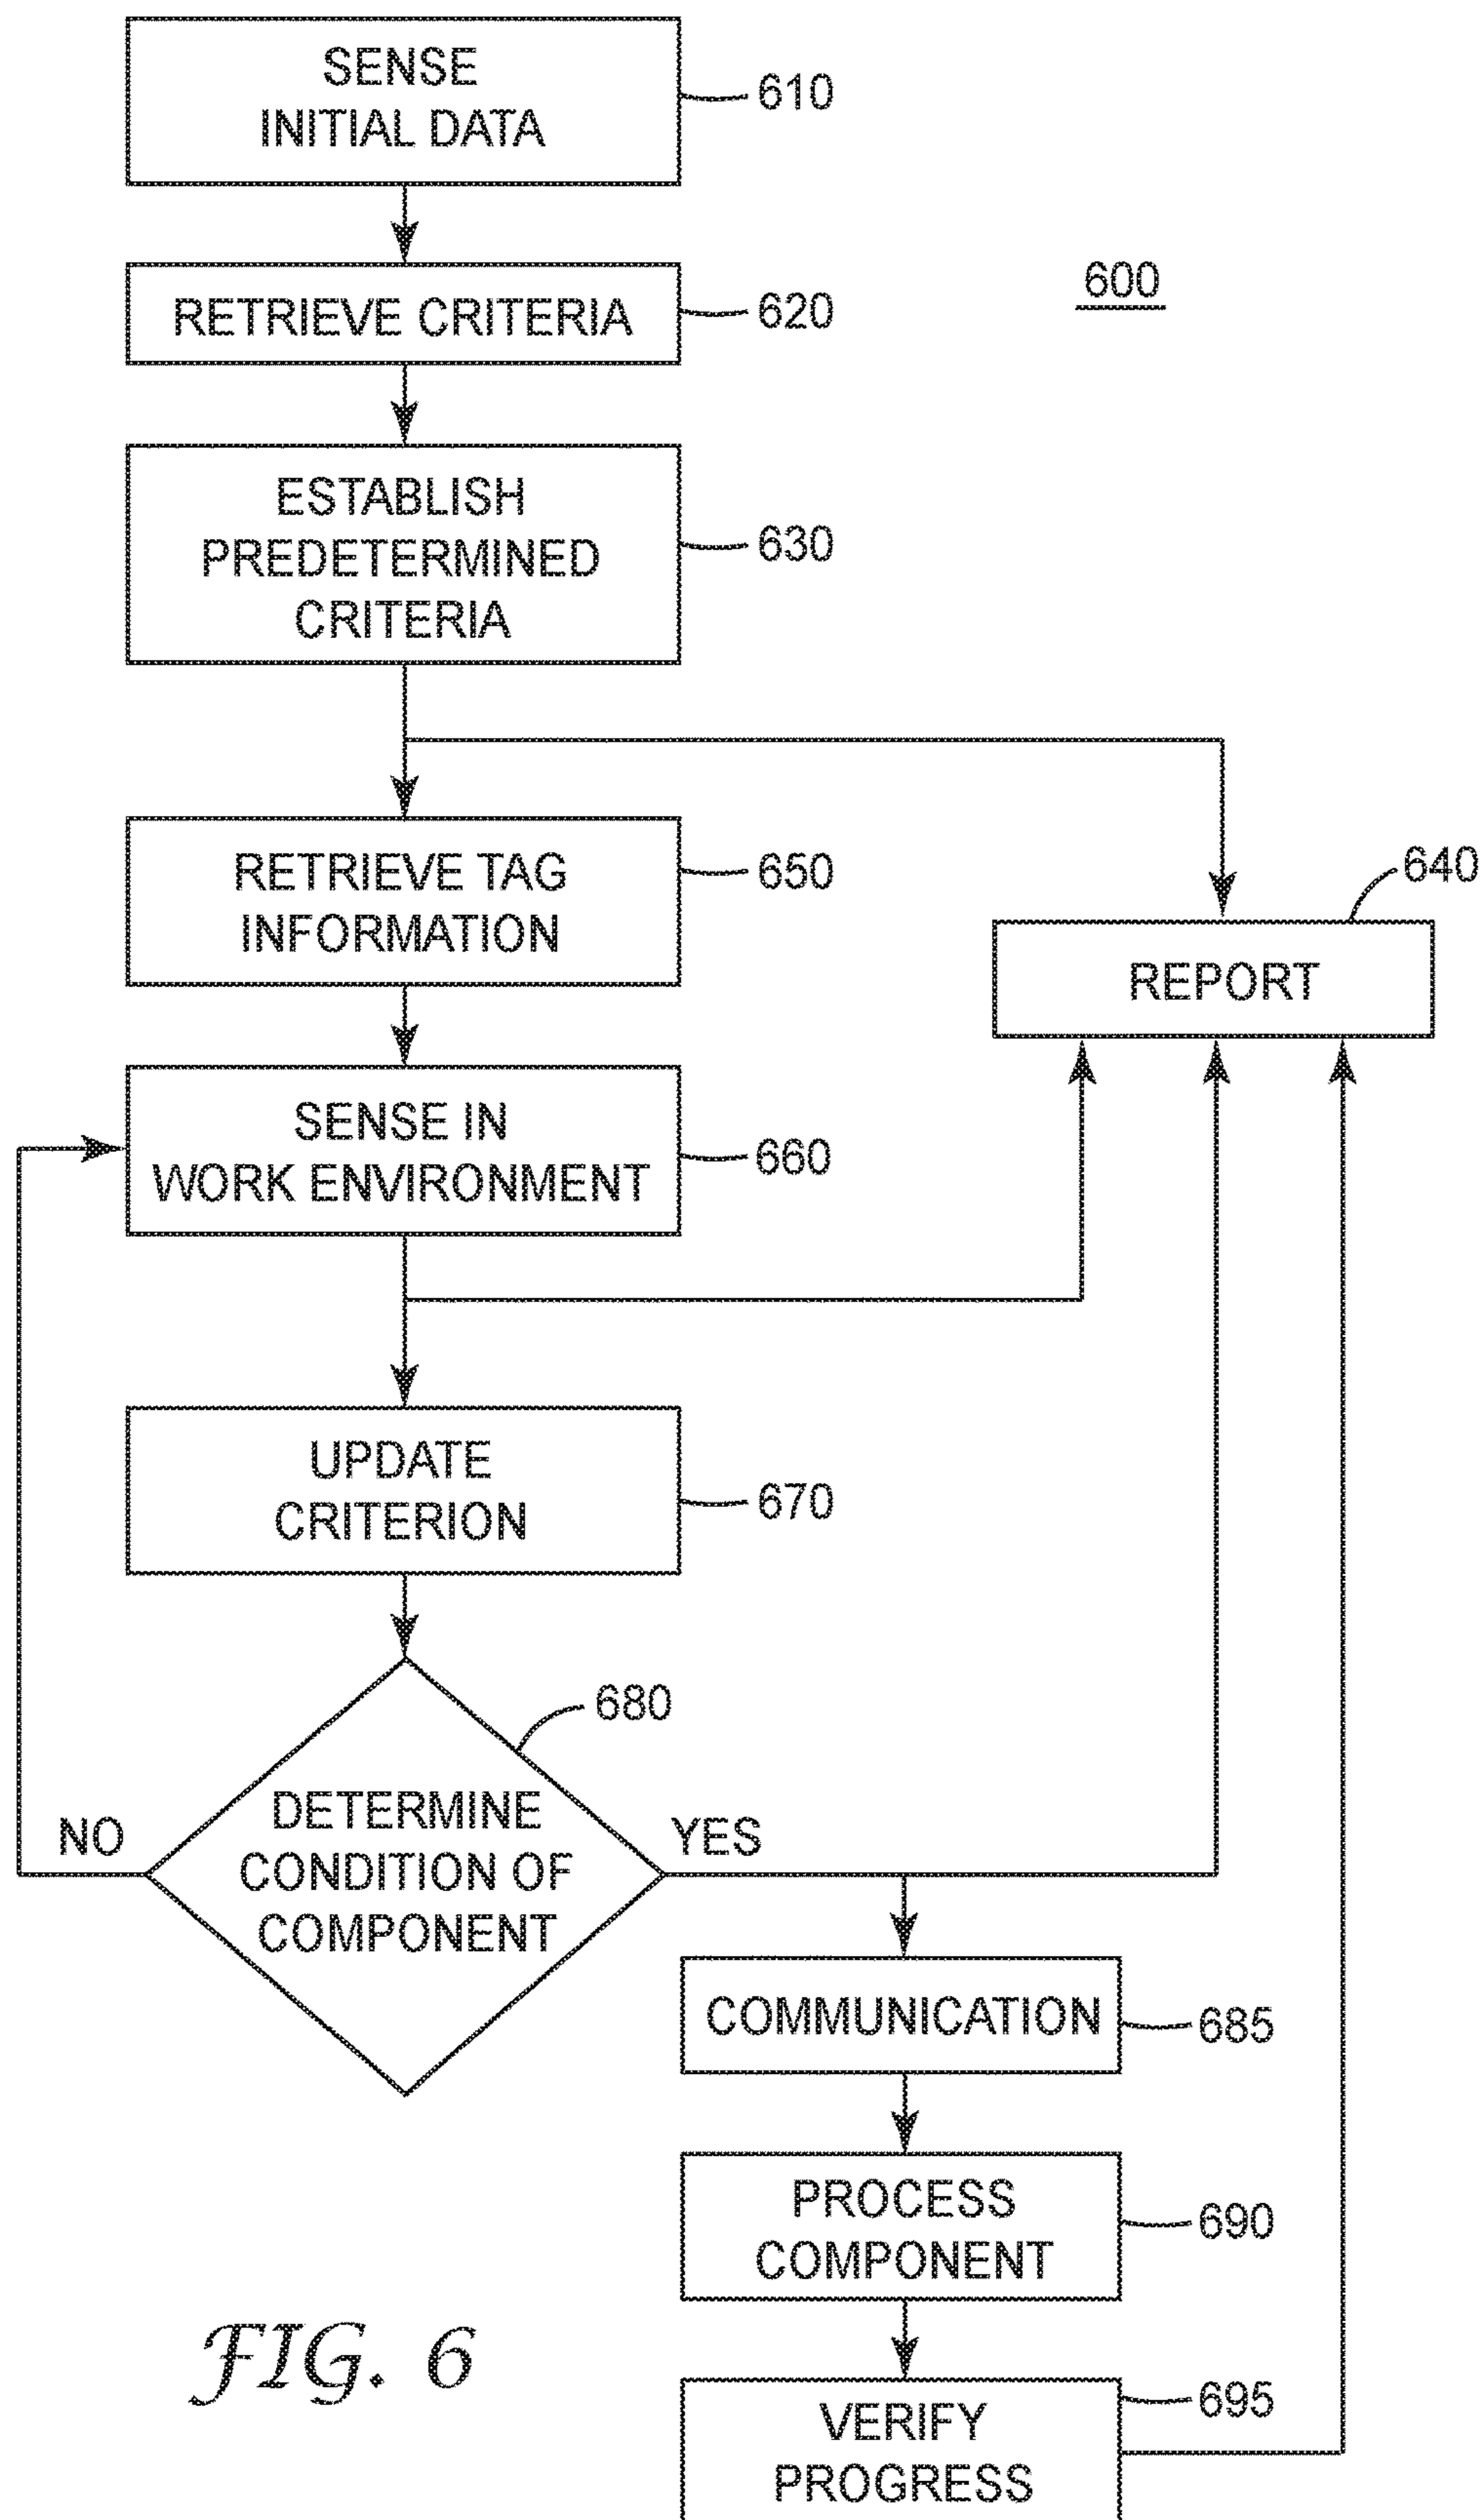 SENSE
INITIAL DATA
610
RETRIEVE CRITERIA
620
600
ESTABLISH
PREDETERMINED
CRITERIA
630
RETRIEVE TAG
INFORMATION
650
640
REPORT
SENSE IN
WORK ENVIRONMENT
660
UPDATE
CRITERION
670
680
DETERMINE
CONDITION OF
COMPONENT
NO
YES
COMMUNICATION
685
PROCESS
COMPONENT
690
VERIFY
PROGRESS
695
FIG. 6